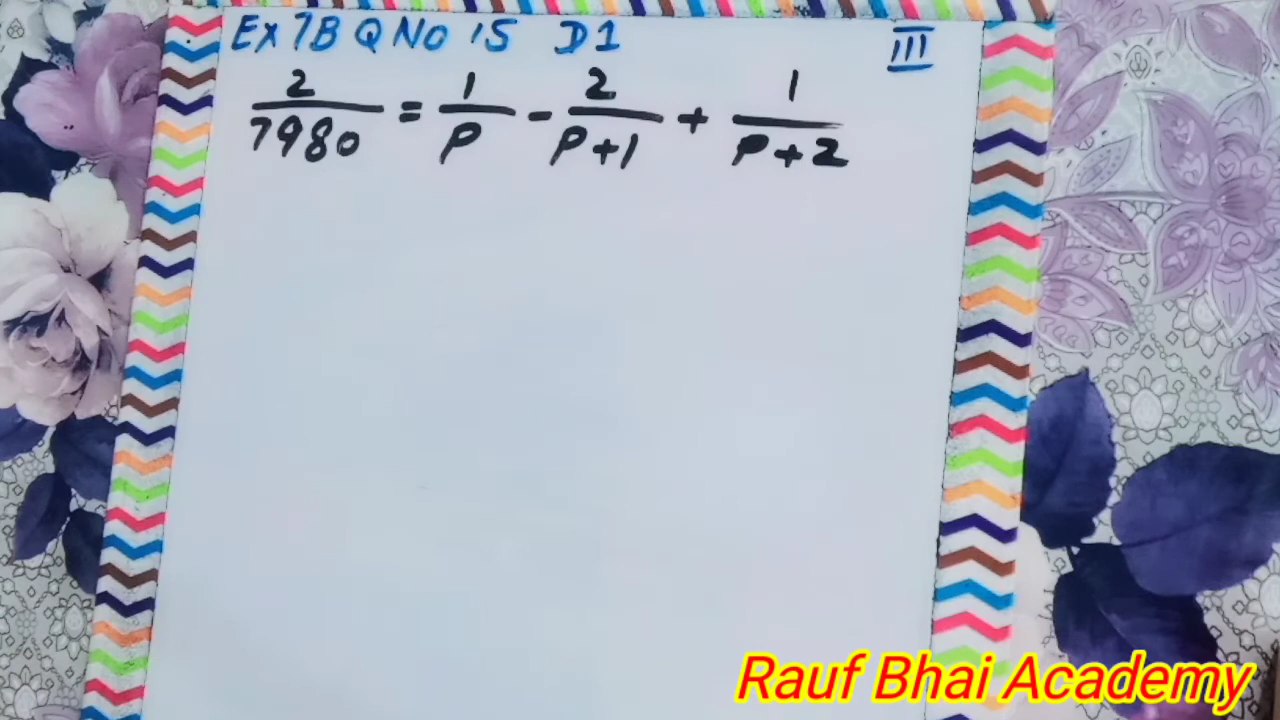 Ex 7B Q No 15 D1 III
2/7980 = 1/P - 2/P+1 + 1/P+2
Rauf Bhai Academy